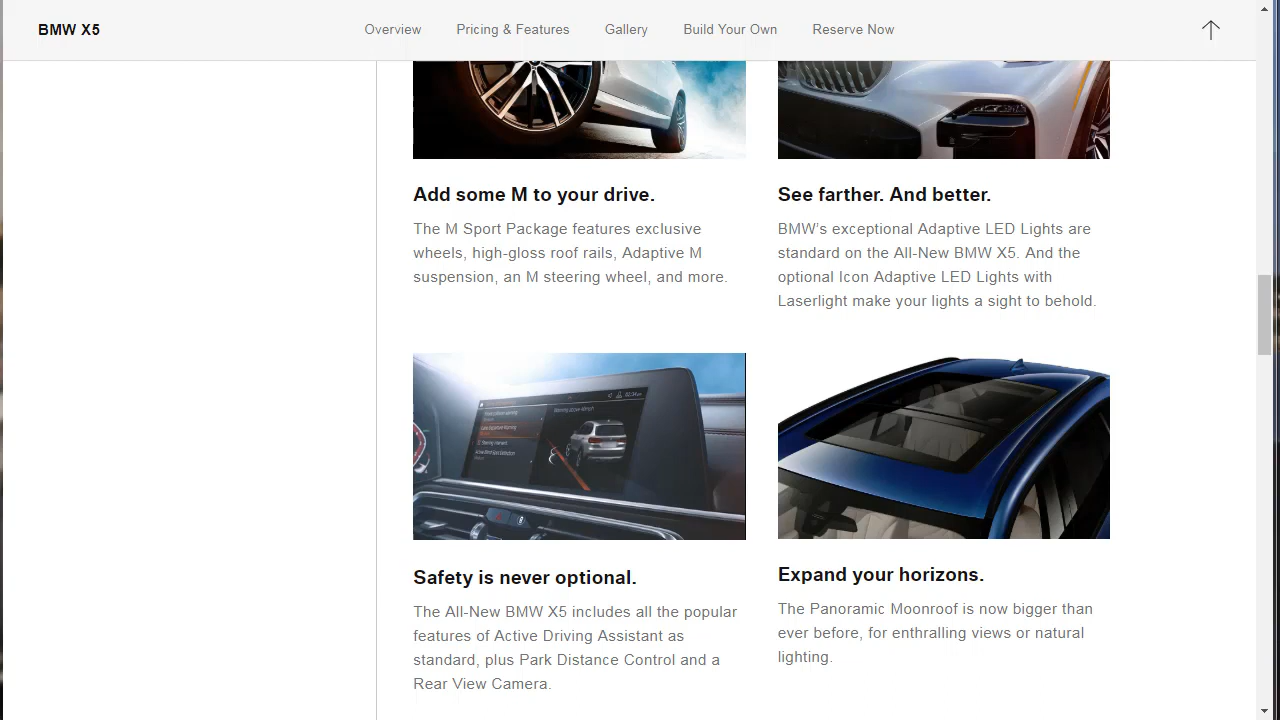 BMW X5
Overview
Pricing & Features
Gallery
Build Your Own
Reserve Now
Add some M to your drive.
The M Sport Package features exclusive
wheels, high-gloss roof rails, Adaptive M
suspension, an M steering wheel, and more.
See farther. And better.
BMW's exceptional Adaptive LED Lights are
standard on the All-New BMW X5. And the
optional Icon Adaptive LED Lights with
Laserlight make your lights a sight to behold.
Safety is never optional.
The All-New BMW X5 includes all the popular
features of Active Driving Assistant as
standard, plus Park Distance Control and a
Rear View Camera.
Expand your horizons.
The Panoramic Moonroof is now bigger than
ever before, for enthralling views or natural
lighting.